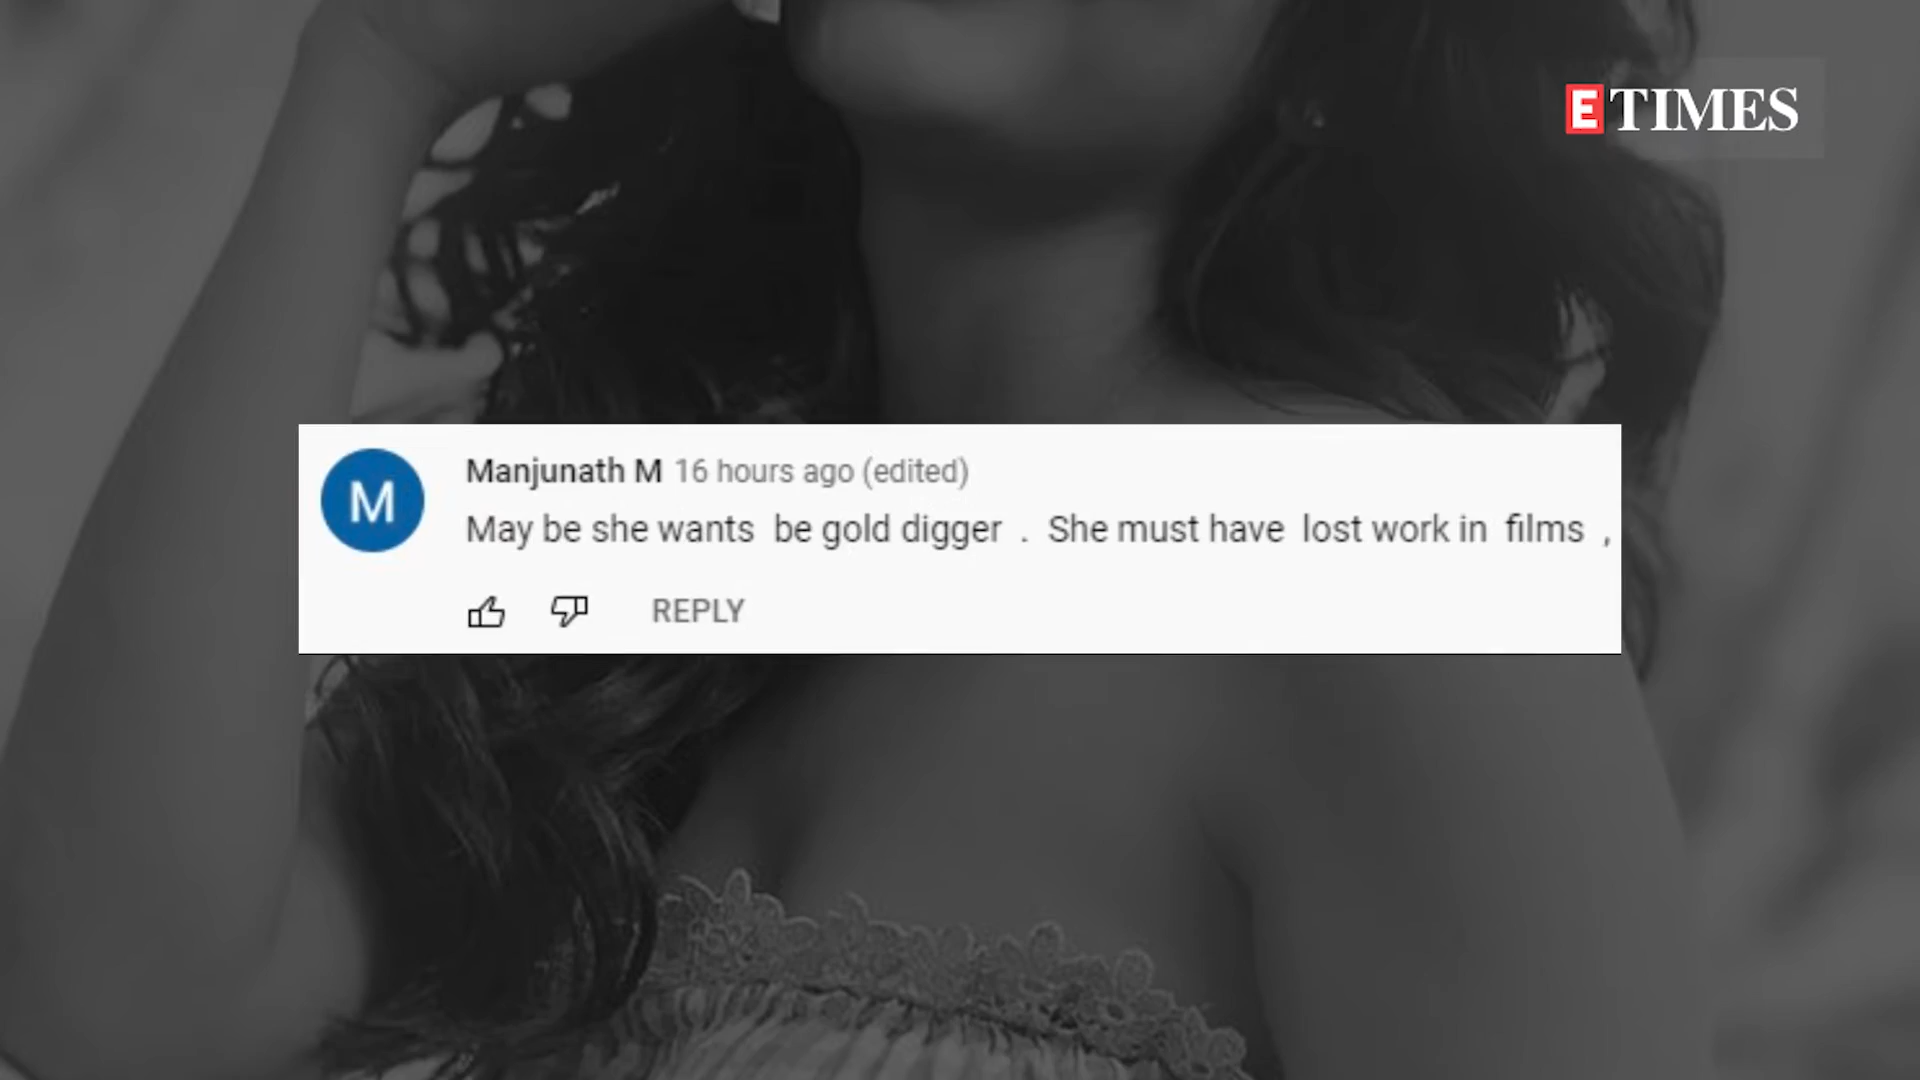 E TIMES
M
Manjunath M 16 hours ago (edited)
May be she wants be gold digger . She must have lost work in films ,
REPLY